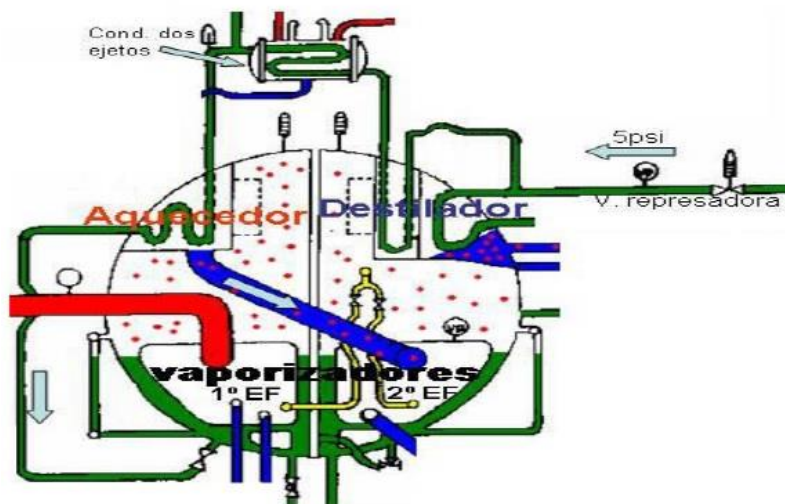 Cond. dos
ejetos
5psi
V. represadora
Aquecedor
Destilador
vaporizadores
1º EF
2º EF